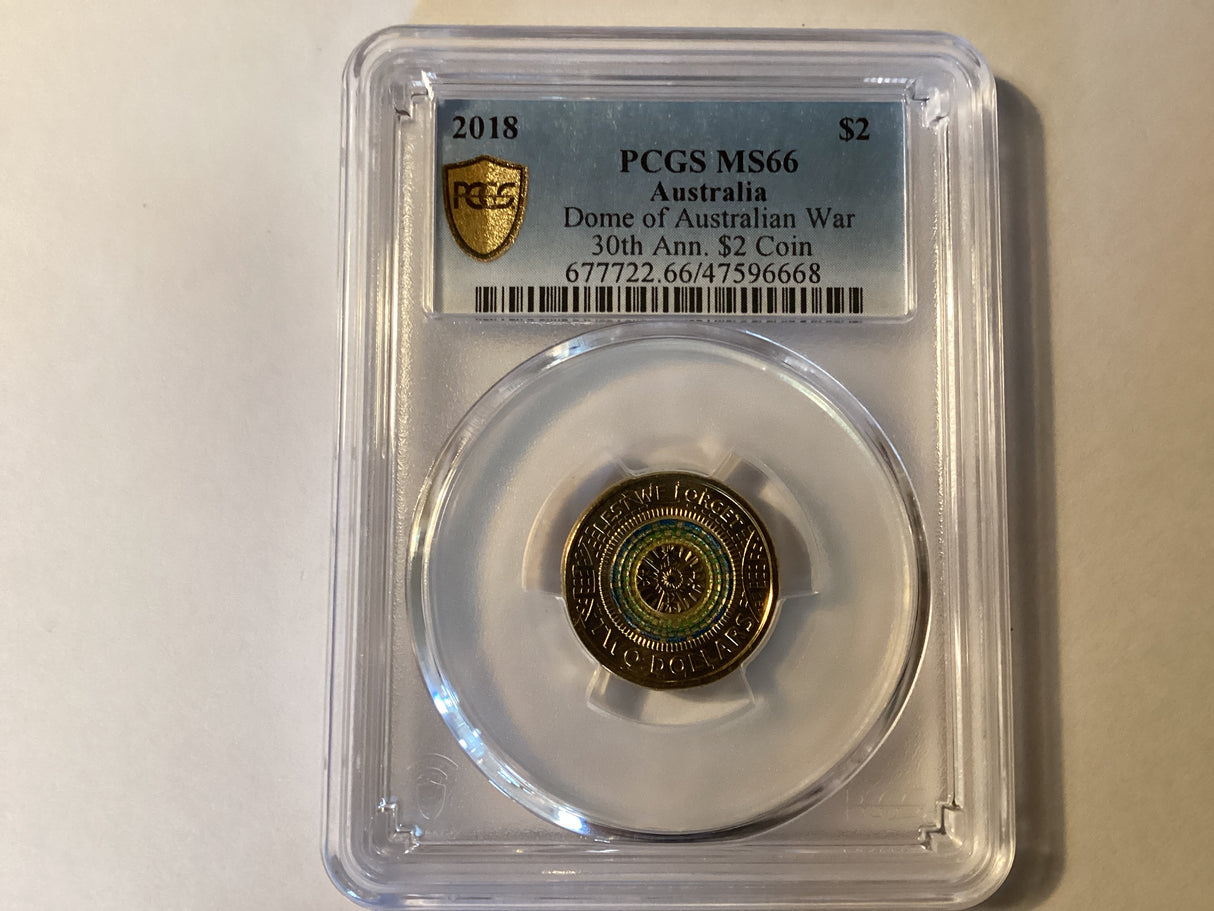 2018
$2
PCGS MS66
PCGS
Australia
Dome of Australian War
30th Ann. $2 Coin
677722.66/47596668
LEST WE FORGET
TWO DOLLARS